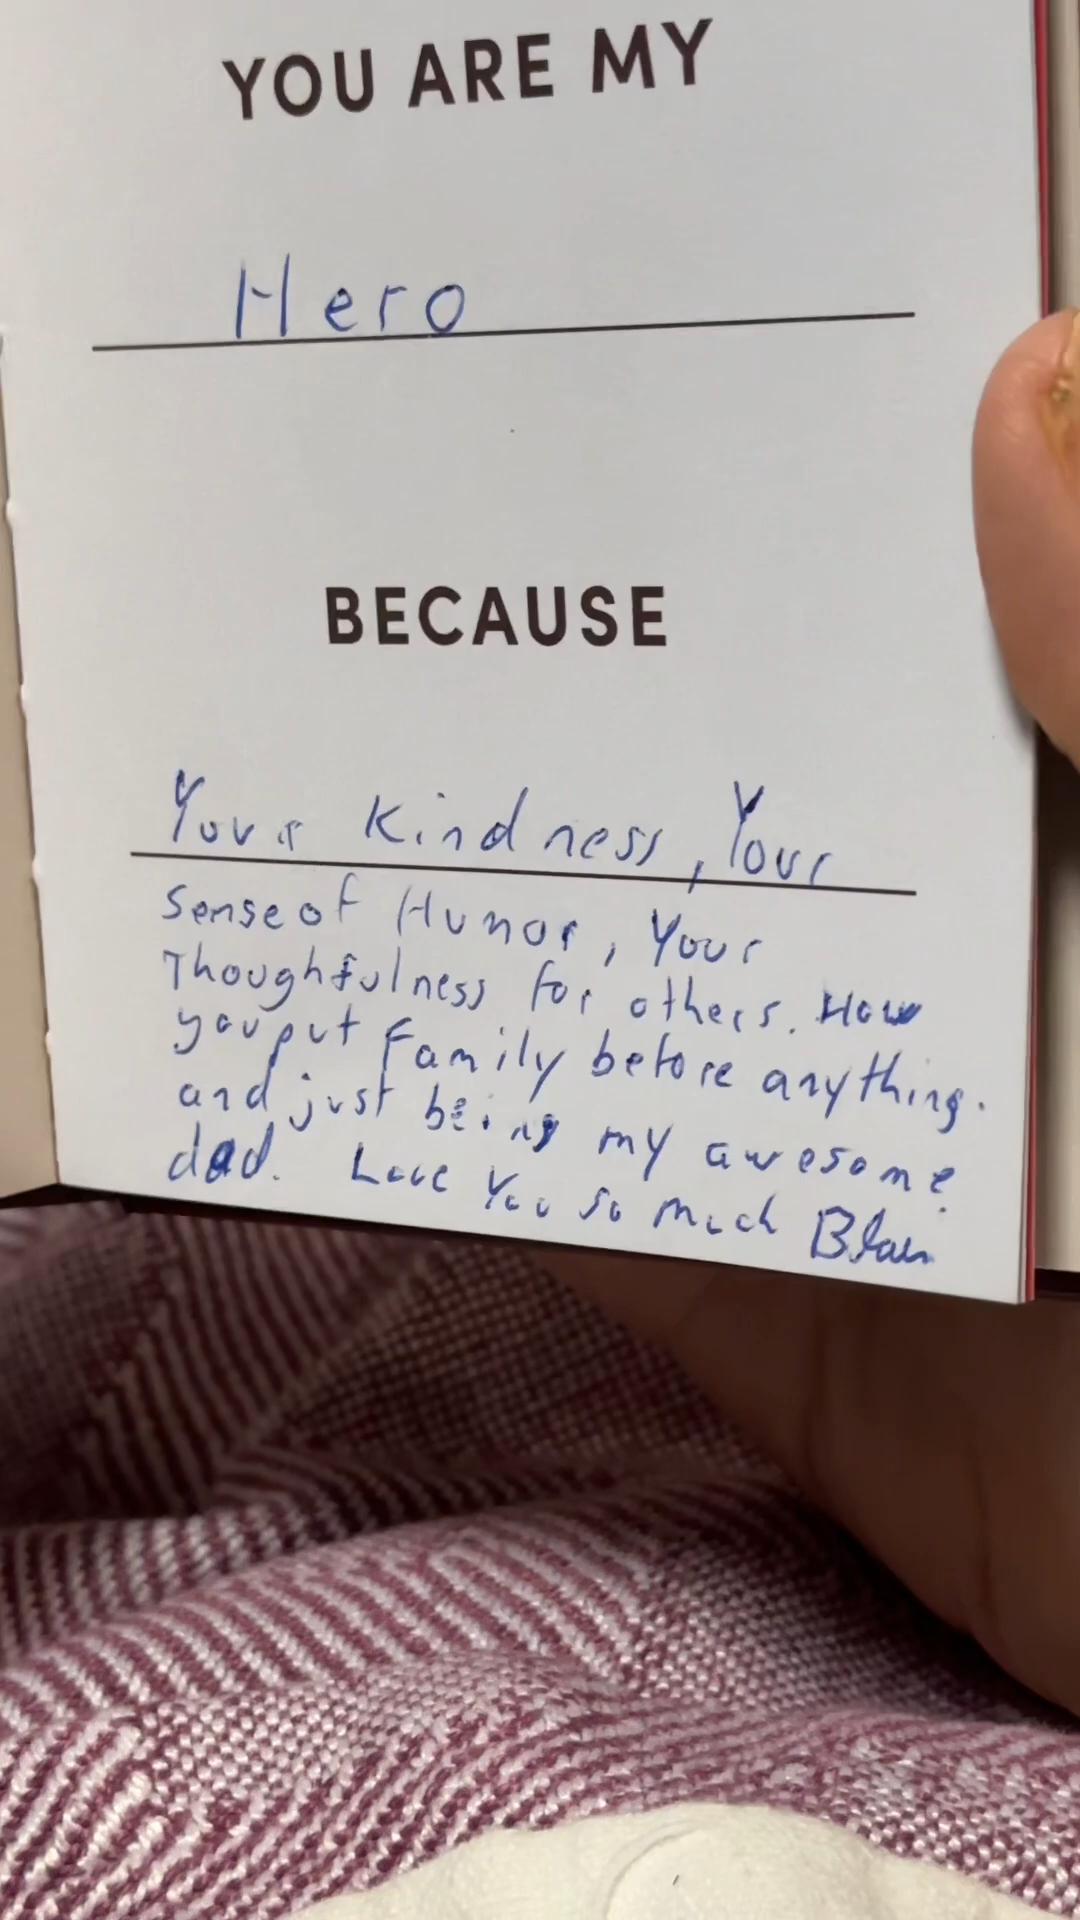 YOU ARE MY
Hero
BECAUSE
Your Kindness, Your
Sense of Humor, Your
Thoughtfulness for others. How
you put Family before anything.
and just being my awesome
dad. Love You so much Blair